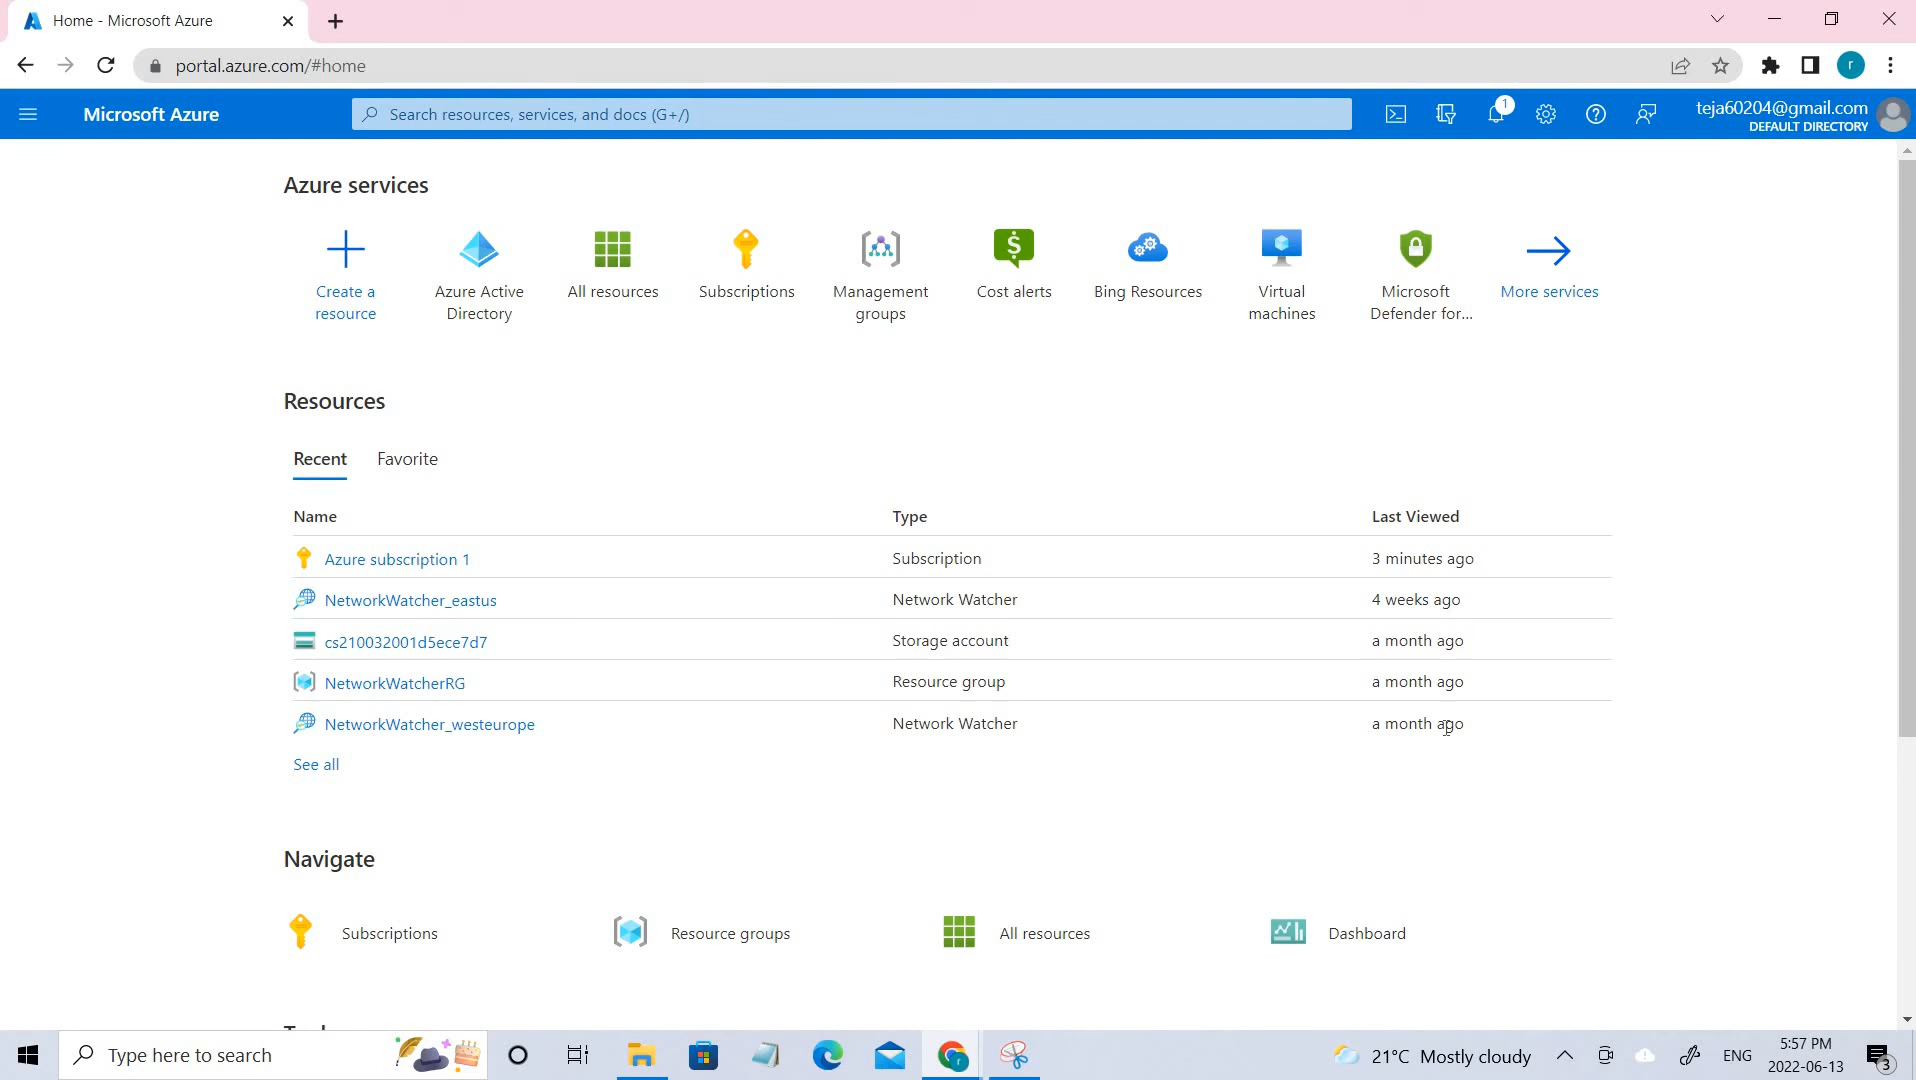 Home - Microsoft Azure
portal.azure.com/#home
r
Microsoft Azure
Search resources, services, and docs (G+/)
1
teja60204@gmail.com
DEFAULT DIRECTORY
Azure services
Create a resource
Azure Active Directory
All resources
Subscriptions
Management groups
Cost alerts
Bing Resources
Virtual machines
Microsoft Defender for...
More services
Resources
Recent Favorite
Name Type Last Viewed
Azure subscription 1 Subscription 3 minutes ago
NetworkWatcher_eastus Network Watcher 4 weeks ago
cs210032001d5ece7d7 Storage account a month ago
NetworkWatcherRG Resource group a month ago
NetworkWatcher_westeurope Network Watcher a month ago
See all
Navigate
Subscriptions Resource groups All resources Dashboard
Type here to search
21°C Mostly cloudy
ENG
5:57 PM
2022-06-13
3